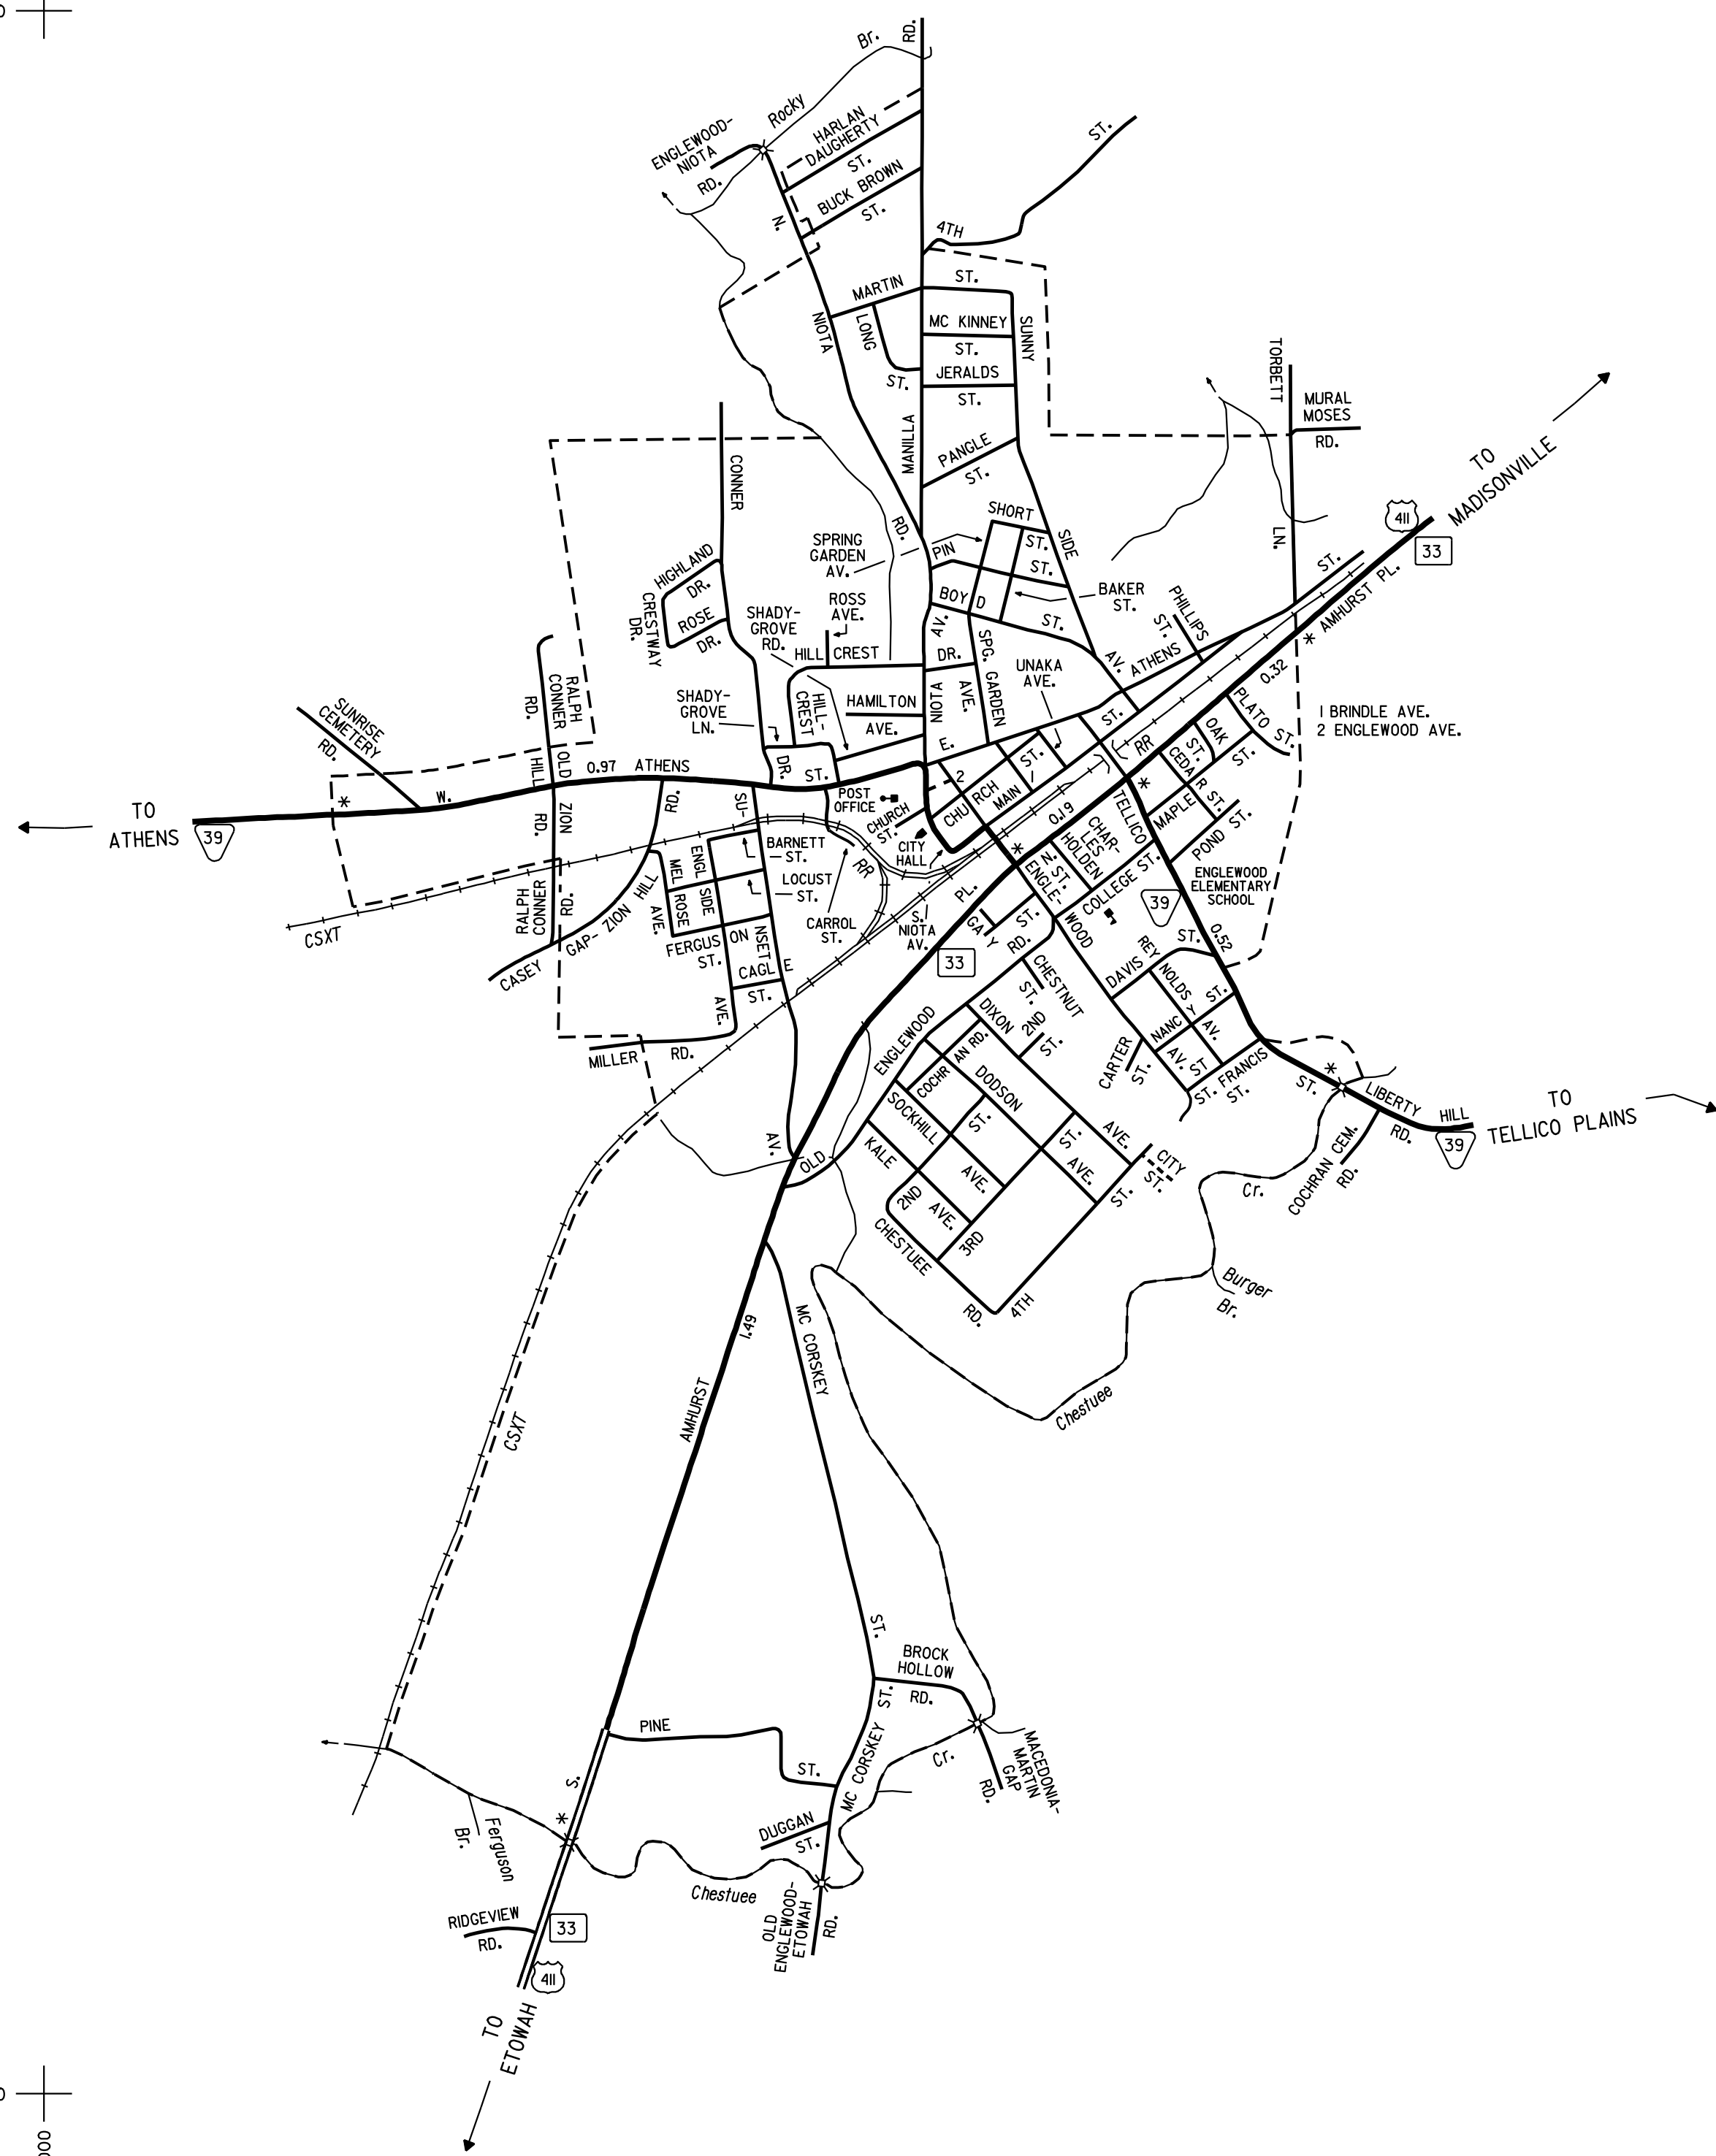 Br.
RD.
Rocky
HARLAN
DAUGHERTY
ST.
ENGLEWOOD-
NIOTA
RD.
BUCK BROWN
ST.
ST.
N.
4TH
MARTIN
ST.
NIOTA
LONG
ST.
MC KINNEY
ST.
SUNNY
JERALDS
ST.
TORBETT
LN.
MURAL
MOSES
RD.
MANILLA
PANGLE
ST.
TO
MADISONVILLE
411
33
CONNER
RD.
SHORT
ST.
SIDE
SPRING
GARDEN
AV.
PIN
ST.
HIGHLAND
DR.
CRESTWAY
DR.
ROSE
DR.
ROSS
AVE.
SHADY-
GROVE
RD.
BOYD
ST.
BAKER
ST.
PHILLIPS
ST.
ST.
AMHURST PL.
HILL CREST
DR.
AV.
SPG.
GARDEN
AVE.
UNAKA
AVE.
AV.
ATHENS
ST.
0.32
RALPH
CONNER
RD.
SUNRISE
CEMETERY
RD.
SHADY-
GROVE
LN.
HILL-
CREST
DR.
HAMILTON
AVE.
NIOTA
PLATO
ST.
1 BRINDLE AVE.
2 ENGLEWOOD AVE.
OAK
ST.
RR
CEDAR ST.
ST.
OLD
ZION
HILL
RD.
0.97 ATHENS
ST.
W.
E.
2
ST.
1
CHURCH
MAIN
TO
ATHENS
39
POST
OFFICE
CHURCH
ST.
CITY
HALL
0.19
TELLICO
MAPLE
POND ST.
RD.
SU-
NSET
AVE.
BARNETT
ST.
RR
LOCUST
ST.
CARROL
ST.
ENGL
SIDE
MEL
ROSE
AVE.
CHAR-
LES
HOLDEN
N.
ST.
ENGLE-
WOOD
COLLEGE ST.
ENGLEWOOD
ELEMENTARY
SCHOOL
39
0.52
RALPH
CONNER
RD.
CSXT
CASEY
GAP- ZION HILL
FERGUSON
ST.
CAGLE
ST.
S.
NIOTA
AV.
PL.
GAY
ST.
RD.
33
CHESTNUT
ST.
DAVIS
ST.
REYNOLDS
AV.
NANCY
ST.
AV.
ST
ST. FRANCIS
ST.
MILLER
RD.
ENGLEWOOD
DIXON
2ND
ST.
COCHRAN RD.
DODSON
CARTER
ST.
SOCKHILL
ST.
KALE
AVE.
ST.
AVE.
AVE.
CITY
ST.
ST.
LIBERTY
HILL
RD.
39
TO
TELLICO PLAINS
COCHRAN CEM.
RD.
Cr.
AV.
OLD
2ND
AVE.
3RD
CHESTUEE
RD.
4TH
Burger
Br.
Chestuee
1.49
MC CORSKEY
AMHURST
CSXT
ST.
BROCK
HOLLOW
RD.
MC CORSKEY ST.
MACEDONIA-
MARTIN
GAP
RD.
Cr.
PINE
ST.
S.
DUGGAN
ST.
Ferguson
Br.
Chestuee
OLD
ENGLEWOOD-
ETOWAH
RD.
RIDGEVIEW
RD.
33
411
TO
ETOWAH
000